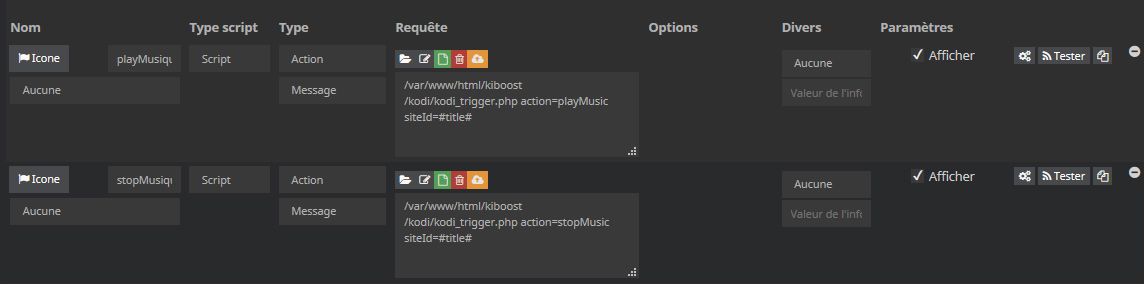 Nom Type script Type Requête Options Divers Paramètres
Icone playMusiqu Script Action Aucune Afficher Tester
Aucune Message /var/www/html/kiboost Valeur de l'info
/kodi/kodi_trigger.php action=playMusic
siteId=#title#
Icone stopMusiqu Script Action Aucune Afficher Tester
Aucune Message /var/www/html/kiboost Valeur de l'info
/kodi/kodi_trigger.php action=stopMusic
siteId=#title#